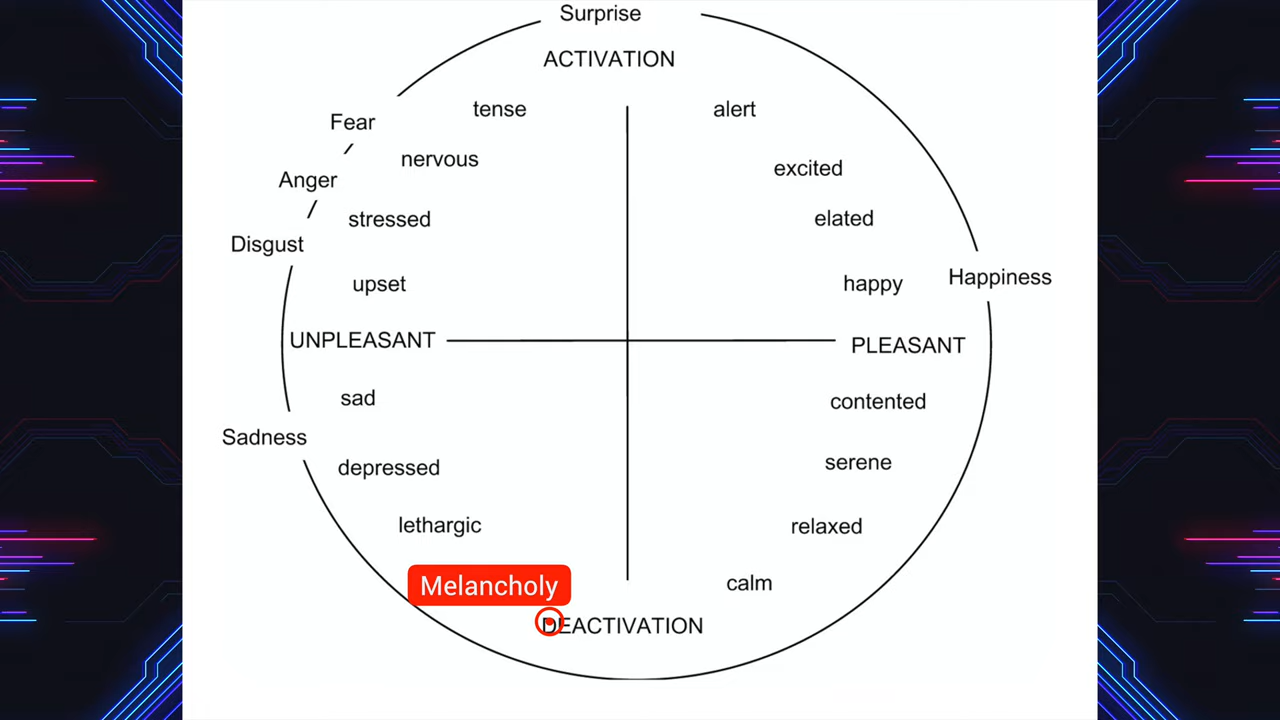 Surprise
ACTIVATION
tense
alert
Fear
nervous
excited
Anger
stressed
elated
Disgust
upset
happy
Happiness
UNPLEASANT
PLEASANT
sad
contented
Sadness
depressed
serene
lethargic
relaxed
Melancholy
calm
DEACTIVATION